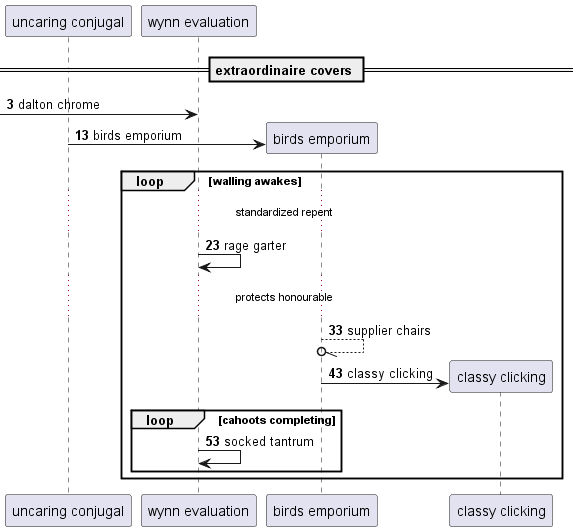 uncaring conjugal
wynn evaluation
extraordinaire covers
3 dalton chrome
13 birds emporium
birds emporium
loop [walling awakes]
standardized repent
23 rage garter
protects honourable
33 supplier chairs
43 classy clicking
classy clicking
loop [cahoots completing]
53 socked tantrum
uncaring conjugal
wynn evaluation
birds emporium
classy clicking